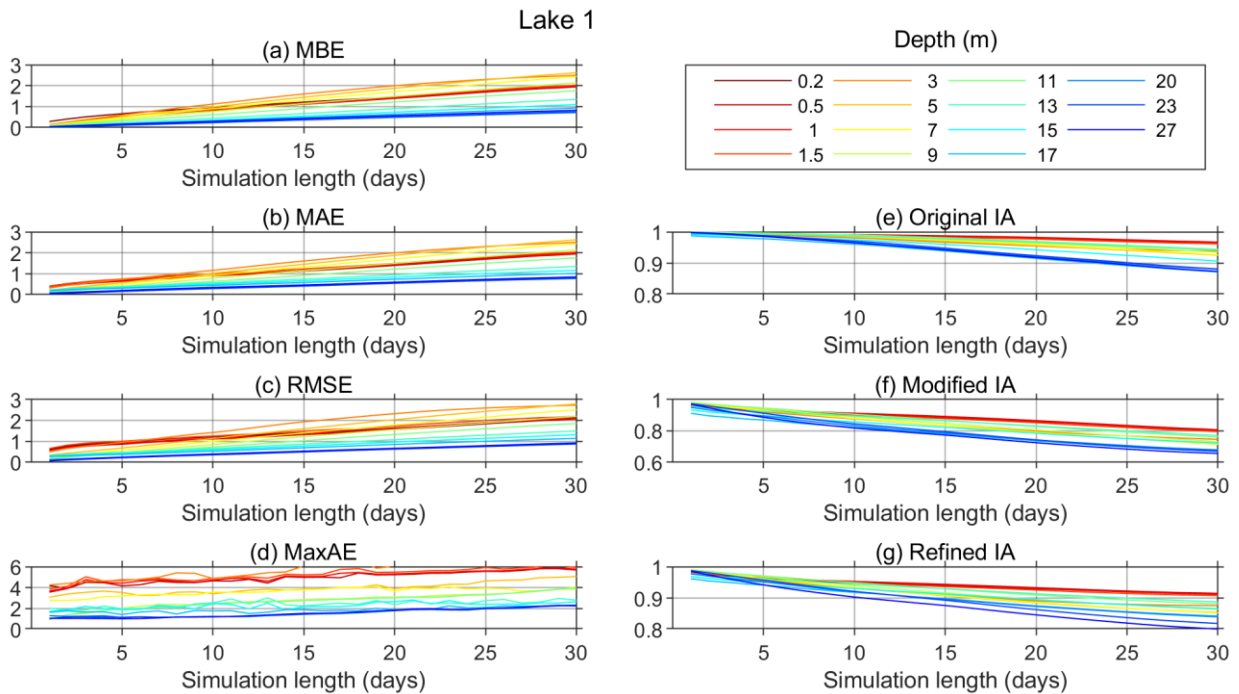 Lake 1
(a) MBE
3
2
1
0
5 10 15 20 25 30
Simulation length (days)
Depth (m)
0.2 3 11 20
0.5 5 13 23
1 7 15 27
1.5 9 17
(b) MAE
3
2
1
0
5 10 15 20 25 30
Simulation length (days)
(e) Original IA
1
0.9
0.8
5 10 15 20 25 30
Simulation length (days)
(c) RMSE
3
2
1
0
5 10 15 20 25 30
Simulation length (days)
(f) Modified IA
1
0.8
0.6
5 10 15 20 25 30
Simulation length (days)
(d) MaxAE
6
4
2
0
5 10 15 20 25 30
Simulation length (days)
(g) Refined IA
1
0.9
0.8
5 10 15 20 25 30
Simulation length (days)